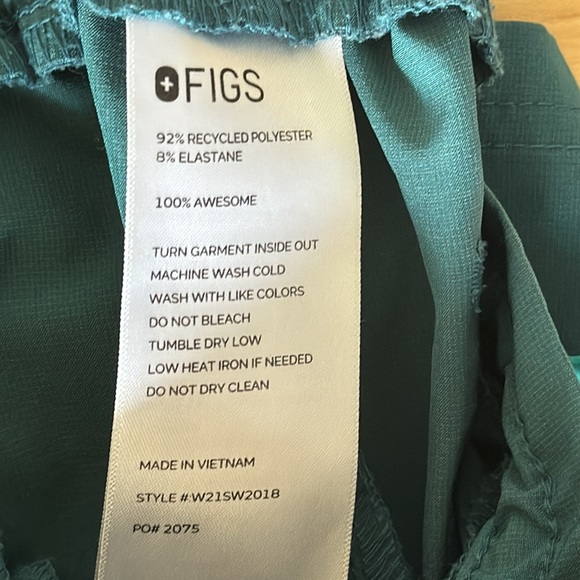 FIGS
92% RECYCLED POLYESTER
8% ELASTANE
100% AWESOME
TURN GARMENT INSIDE OUT
MACHINE WASH COLD
WASH WITH LIKE COLORS
DO NOT BLEACH
TUMBLE DRY LOW
LOW HEAT IRON IF NEEDED
DO NOT DRY CLEAN
MADE IN VIETNAM
STYLE #:W21SW2018
PO# 2075